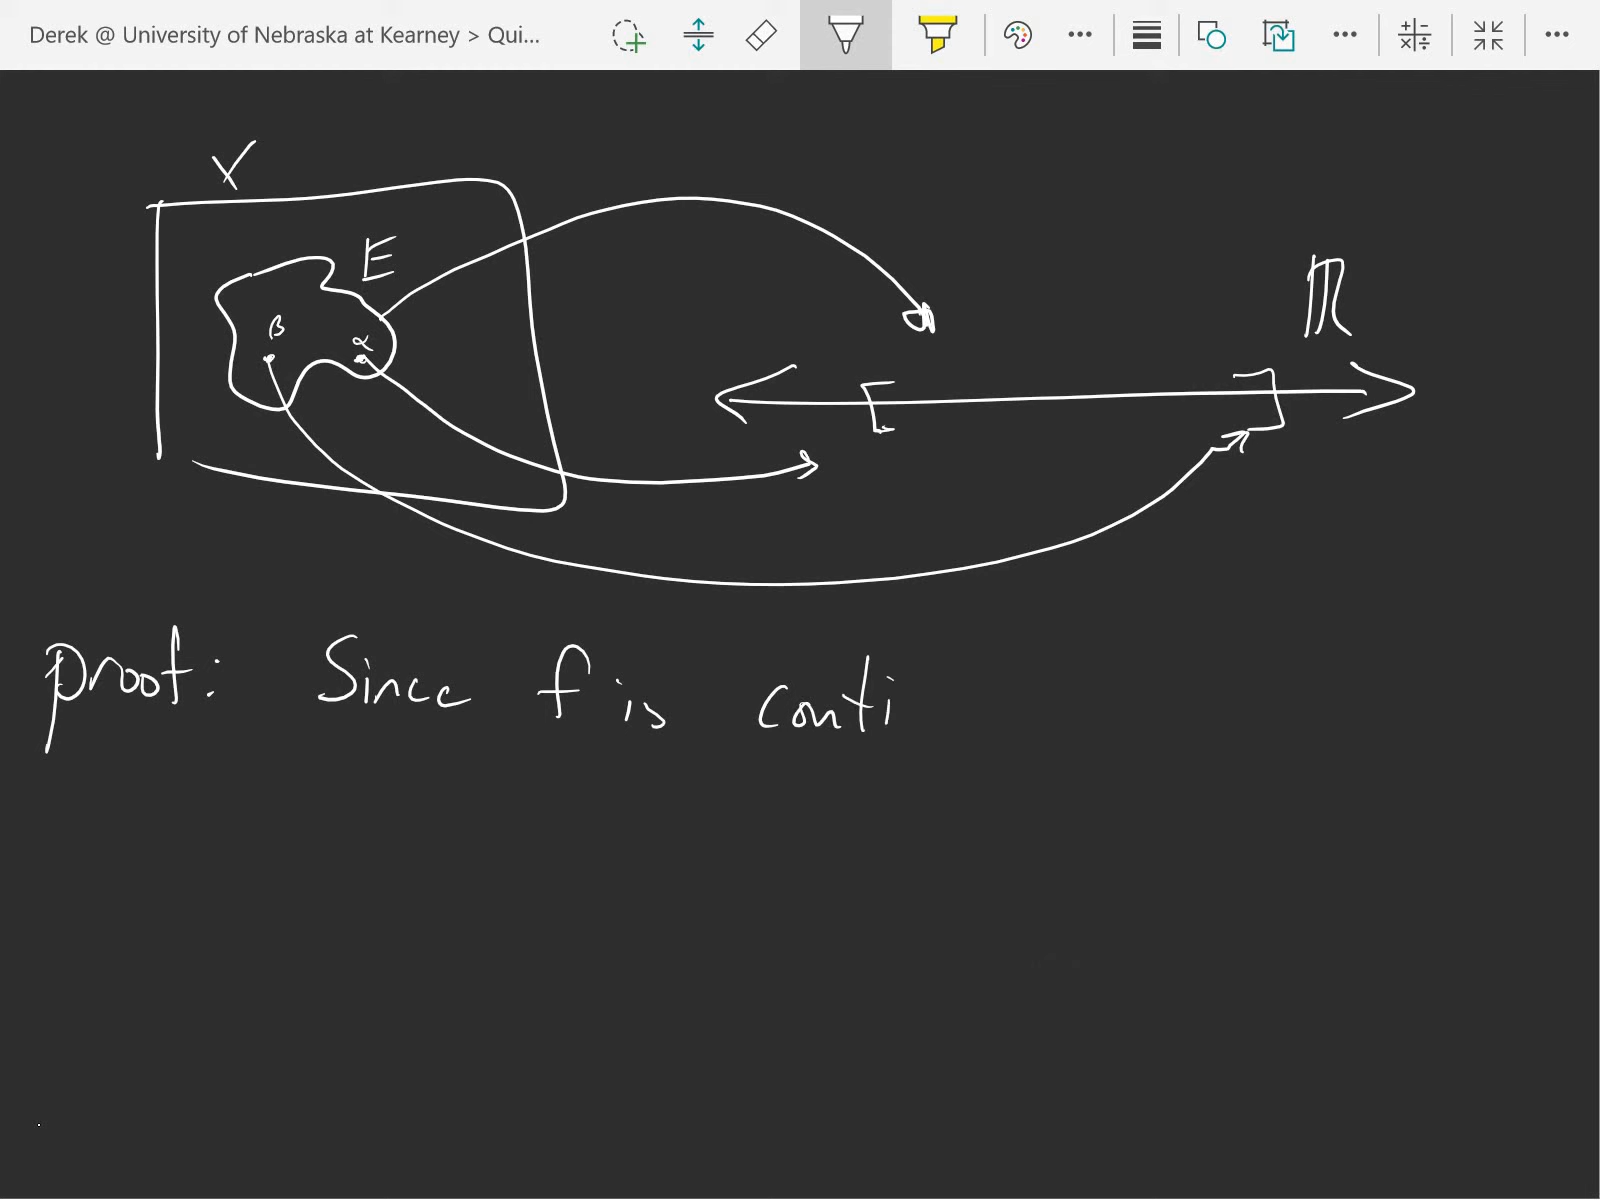 Derek @ University of Nebraska at Kearney > Qui...
X
E
β
α
ℝ
[
]
proof: Since f is conti